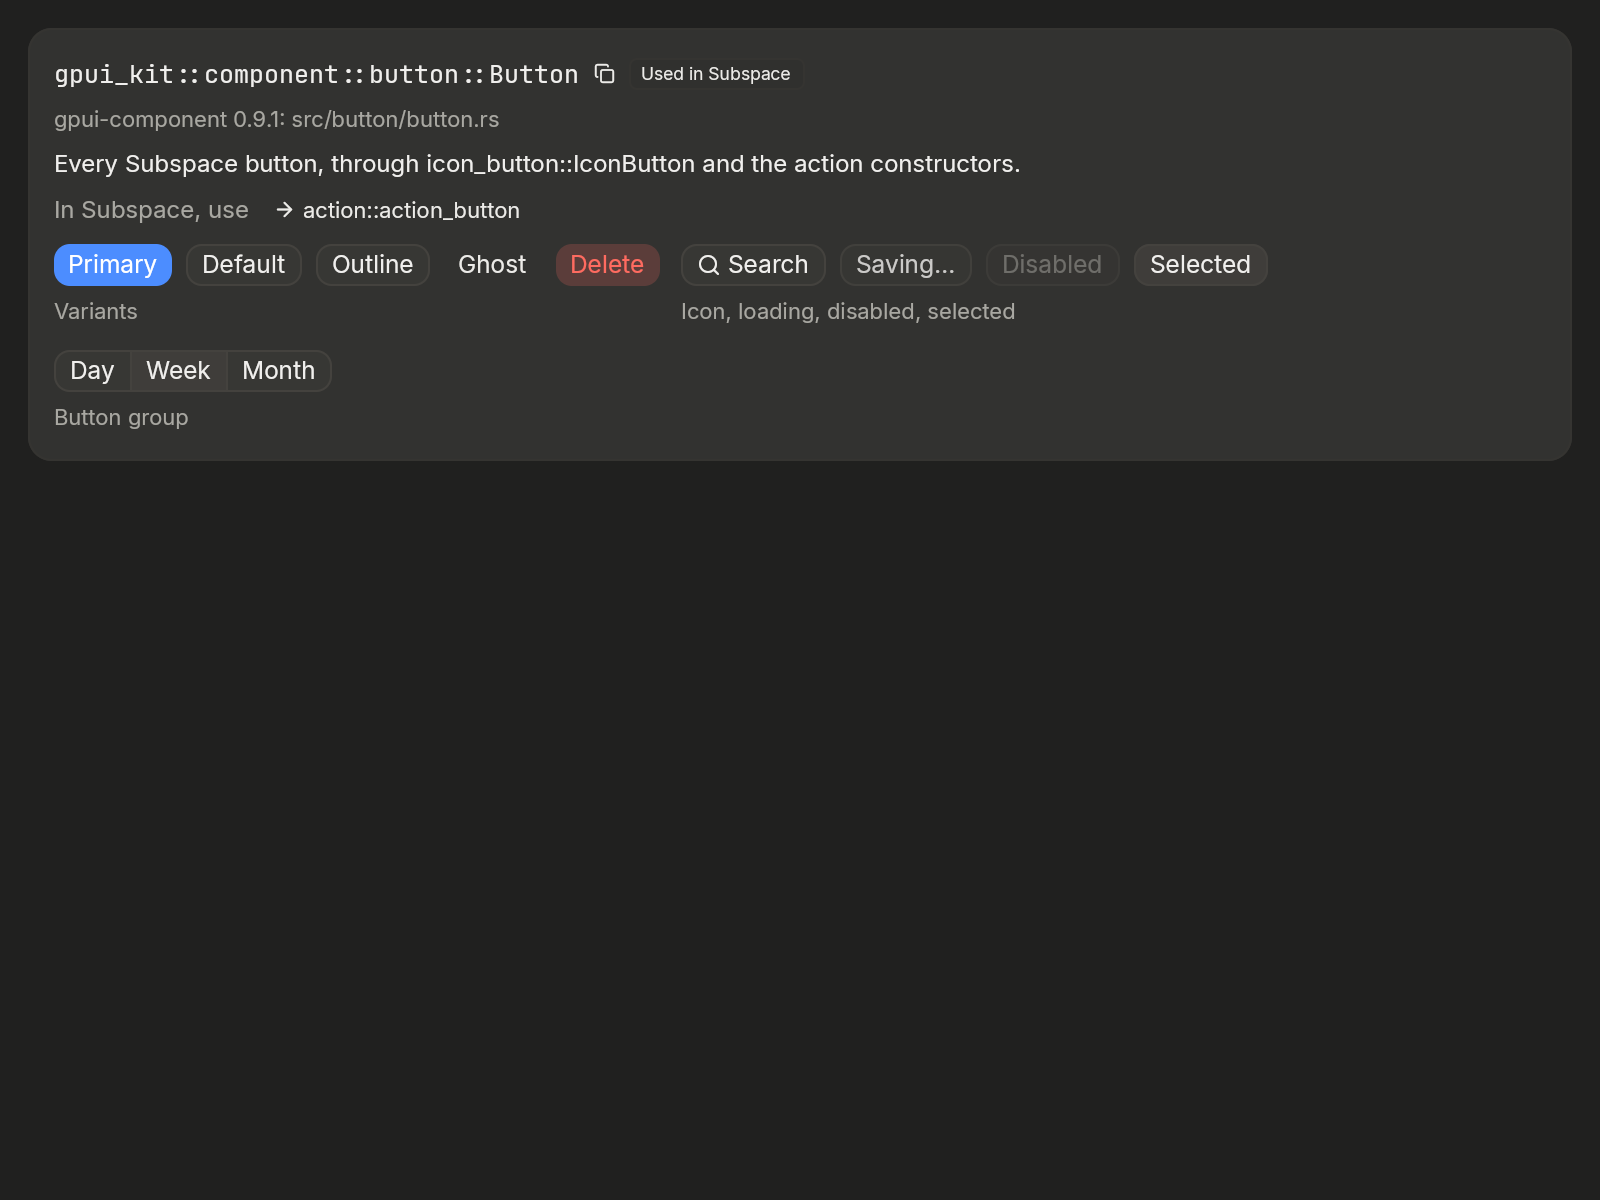 gpui_kit::component::button::Button Used in Subspace
gpui-component 0.9.1: src/button/button.rs
Every Subspace button, through icon_button::IconButton and the action constructors.
In Subspace, use → action::action_button
Primary Default Outline Ghost Delete Search Saving... Disabled Selected
Variants Icon, loading, disabled, selected
Day Week Month
Button group